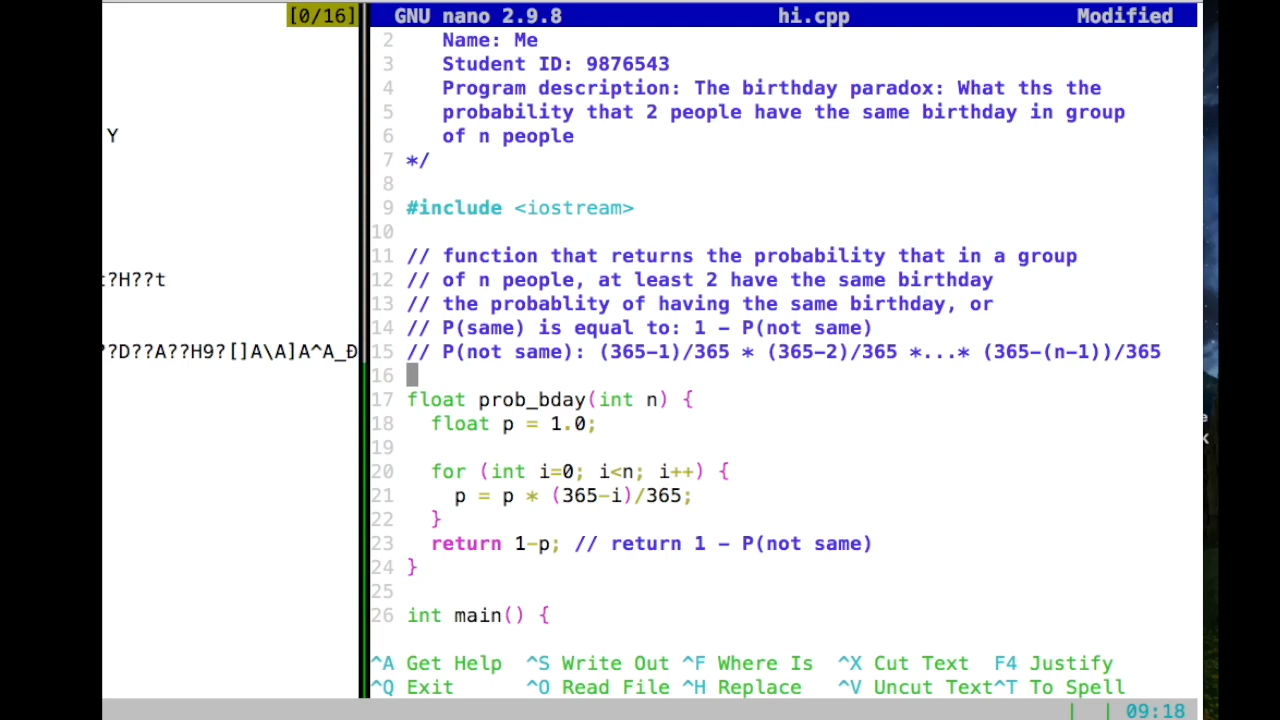 [0/16]
GNU nano 2.9.8 hi.cpp Modified
2 Name: Me
3 Student ID: 9876543
4 Program description: The birthday paradox: What ths the
5 probability that 2 people have the same birthday in group
Y
6 of n people
7 */
8
9 #include <iostream>
10
11 // function that returns the probability that in a group
?H??t
12 // of n people, at least 2 have the same birthday
13 // the probablity of having the same birthday, or
14 // P(same) is equal to: 1 - P(not same)
?D??A??H9?[]A\A]A^A_Đ
15 // P(not same): (365-1)/365 * (365-2)/365 *...* (365-(n-1))/365
16
17 float prob_bday(int n) {
18 float p = 1.0;
19
20 for (int i=0; i<n; i++) {
21 p = p * (365-i)/365;
22 }
23 return 1-p; // return 1 - P(not same)
24 }
25
26 int main() {
^A Get Help ^S Write Out ^F Where Is ^X Cut Text F4 Justify
^Q Exit ^O Read File ^H Replace ^V Uncut Text^T To Spell
09:18